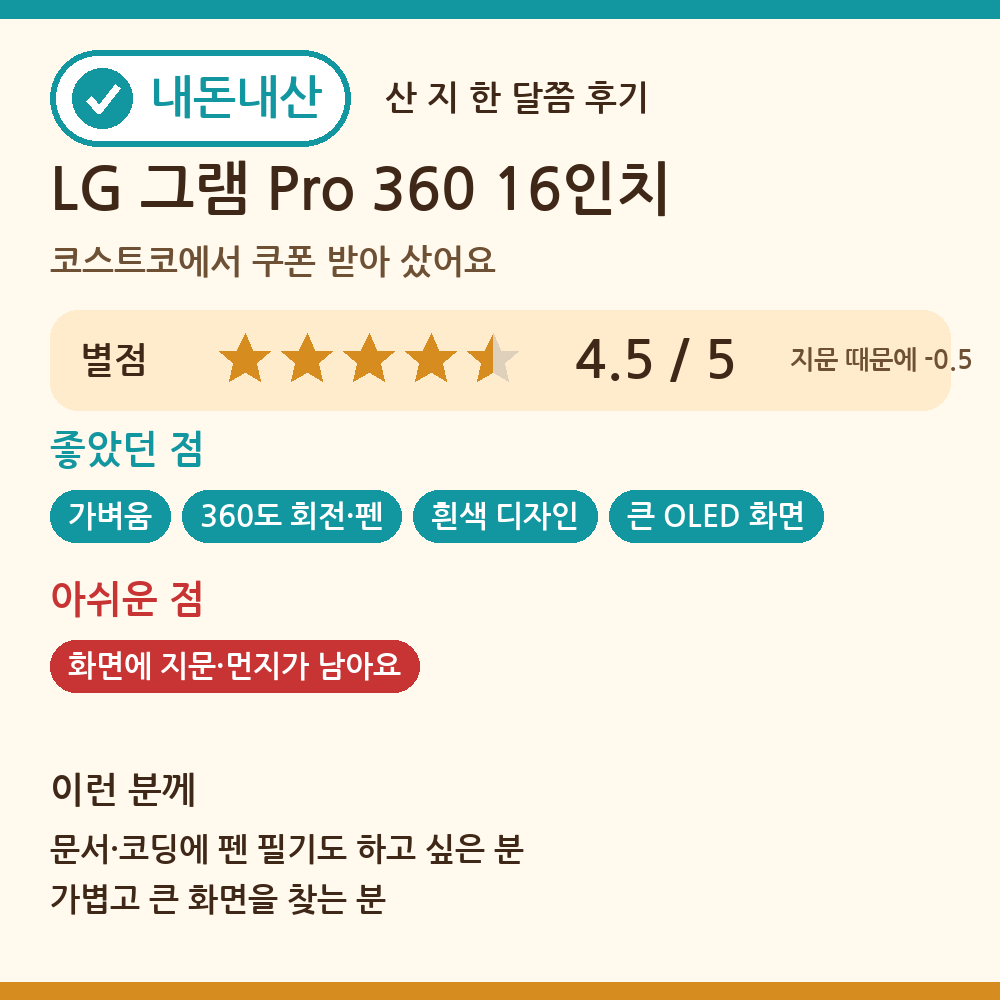 내돈내산 산 지 한 달쯤 후기
LG 그램 Pro 360 16인치
코스트코에서 쿠폰 받아 샀어요
별점 4.5 / 5 지문 때문에 -0.5
좋았던 점
가벼움 360도 회전·펜 흰색 디자인 큰 OLED 화면
아쉬운 점
화면에 지문·먼지가 남아요
이런 분께
문서·코딩에 펜 필기도 하고 싶은 분
가볍고 큰 화면을 찾는 분